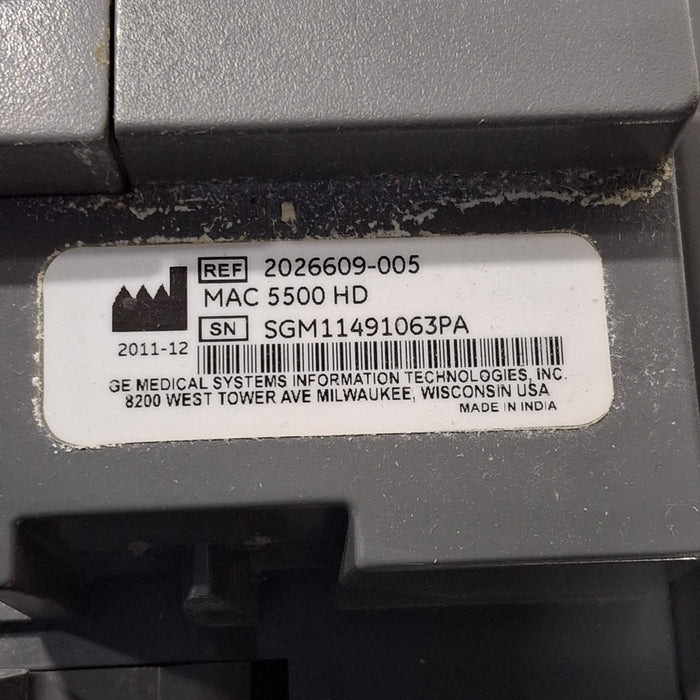 REF 2026609-005
MAC 5500 HD
SN SGM11491063PA
2011-12
GE MEDICAL SYSTEMS INFORMATION TECHNOLOGIES, INC.
8200 WEST TOWER AVE MILWAUKEE, WISCONSIN USA
MADE IN INDIA